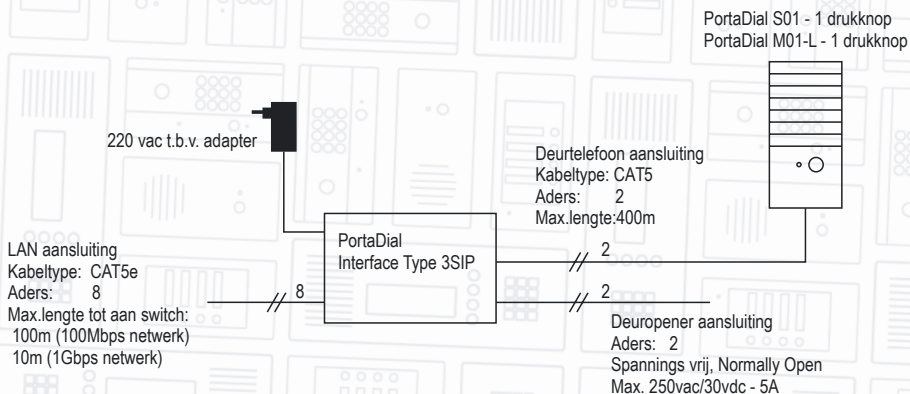 PortaDial S01 - 1 drukknop
PortaDial M01-L - 1 drukknop
220 vac t.b.v. adapter
Deurtelefoon aansluiting
Kabeltype: CAT5
Aders: 2
Max.lengte:400m
PortaDial
Interface Type 3SIP
LAN aansluiting
Kabeltype: CAT5e
Aders: 8
Max.lengte tot aan switch:
100m (100Mbps netwerk)
10m (1Gbps netwerk)
8
2
2
Deuropener aansluiting
Aders: 2
Spannings vrij, Normally Open
Max. 250vac/30vdc - 5A